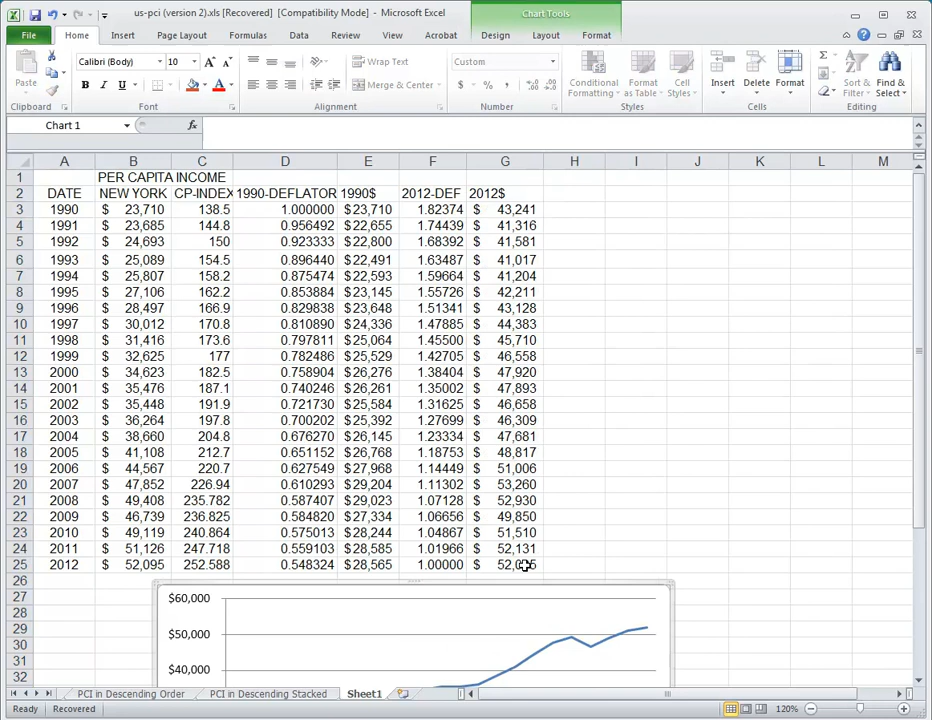 us-pci (version 2).xls [Recovered] [Compatibility Mode] - Microsoft Excel
Chart Tools
File Home Insert Page Layout Formulas Data Review View Acrobat Design Layout Format
Calibri (Body) 10 Wrap Text Custom
Paste Conditional Formatting Format as Table Cell Styles Insert Delete Format Sort & Filter Find & Select
B I U Merge & Center $ % ,
Clipboard Font Alignment Number Styles Cells Editing
Chart 1 fx
A B C D E F G H I J K L M
1 PER CAPITA INCOME
2 DATE NEW YORK CP-INDEX 1990-DEFLATOR 1990$ 2012-DEF 2012$
3 1990 $ 23,710 138.5 1.000000 $23,710 1.82374 $ 43,241
4 1991 $ 23,685 144.8 0.956492 $22,655 1.74439 $ 41,316
5 1992 $ 24,693 150 0.923333 $22,800 1.68392 $ 41,581
6 1993 $ 25,089 154.5 0.896440 $22,491 1.63487 $ 41,017
7 1994 $ 25,807 158.2 0.875474 $22,593 1.59664 $ 41,204
8 1995 $ 27,106 162.2 0.853884 $23,145 1.55726 $ 42,211
9 1996 $ 28,497 166.9 0.829838 $23,648 1.51341 $ 43,128
10 1997 $ 30,012 170.8 0.810890 $24,336 1.47885 $ 44,383
11 1998 $ 31,416 173.6 0.797811 $25,064 1.45500 $ 45,710
12 1999 $ 32,625 177 0.782486 $25,529 1.42705 $ 46,558
13 2000 $ 34,623 182.5 0.758904 $26,276 1.38404 $ 47,920
14 2001 $ 35,476 187.1 0.740246 $26,261 1.35002 $ 47,893
15 2002 $ 35,448 191.9 0.721730 $25,584 1.31625 $ 46,658
16 2003 $ 36,264 197.8 0.700202 $25,392 1.27699 $ 46,309
17 2004 $ 38,660 204.8 0.676270 $26,145 1.23334 $ 47,681
18 2005 $ 41,108 212.7 0.651152 $26,768 1.18753 $ 48,817
19 2006 $ 44,567 220.7 0.627549 $27,968 1.14449 $ 51,006
20 2007 $ 47,852 226.94 0.610293 $29,204 1.11302 $ 53,260
21 2008 $ 49,408 235.782 0.587407 $29,023 1.07128 $ 52,930
22 2009 $ 46,739 236.825 0.584820 $27,334 1.06656 $ 49,850
23 2010 $ 49,119 240.864 0.575013 $28,244 1.04867 $ 51,510
24 2011 $ 51,126 247.718 0.559103 $28,585 1.01966 $ 52,131
25 2012 $ 52,095 252.588 0.548324 $28,565 1.00000 $
26
27 $60,000
28
29 $50,000
30
31 $40,000
32
PCI in Descending Order PCI in Descending Stacked Sheet1
Ready Recovered 120%